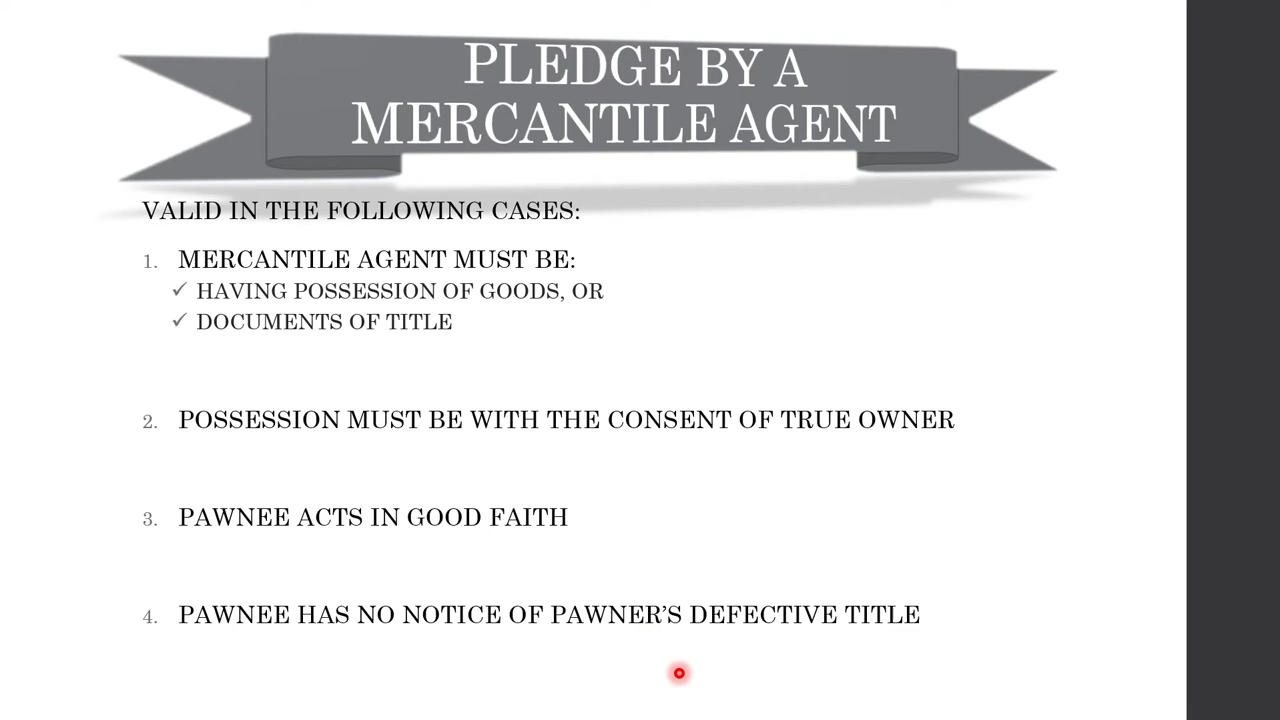 PLEDGE BY A
MERCANTILE AGENT
VALID IN THE FOLLOWING CASES:
1. MERCANTILE AGENT MUST BE:
✓ HAVING POSSESSION OF GOODS, OR
✓ DOCUMENTS OF TITLE
2. POSSESSION MUST BE WITH THE CONSENT OF TRUE OWNER
3. PAWNEE ACTS IN GOOD FAITH
4. PAWNEE HAS NO NOTICE OF PAWNER’S DEFECTIVE TITLE